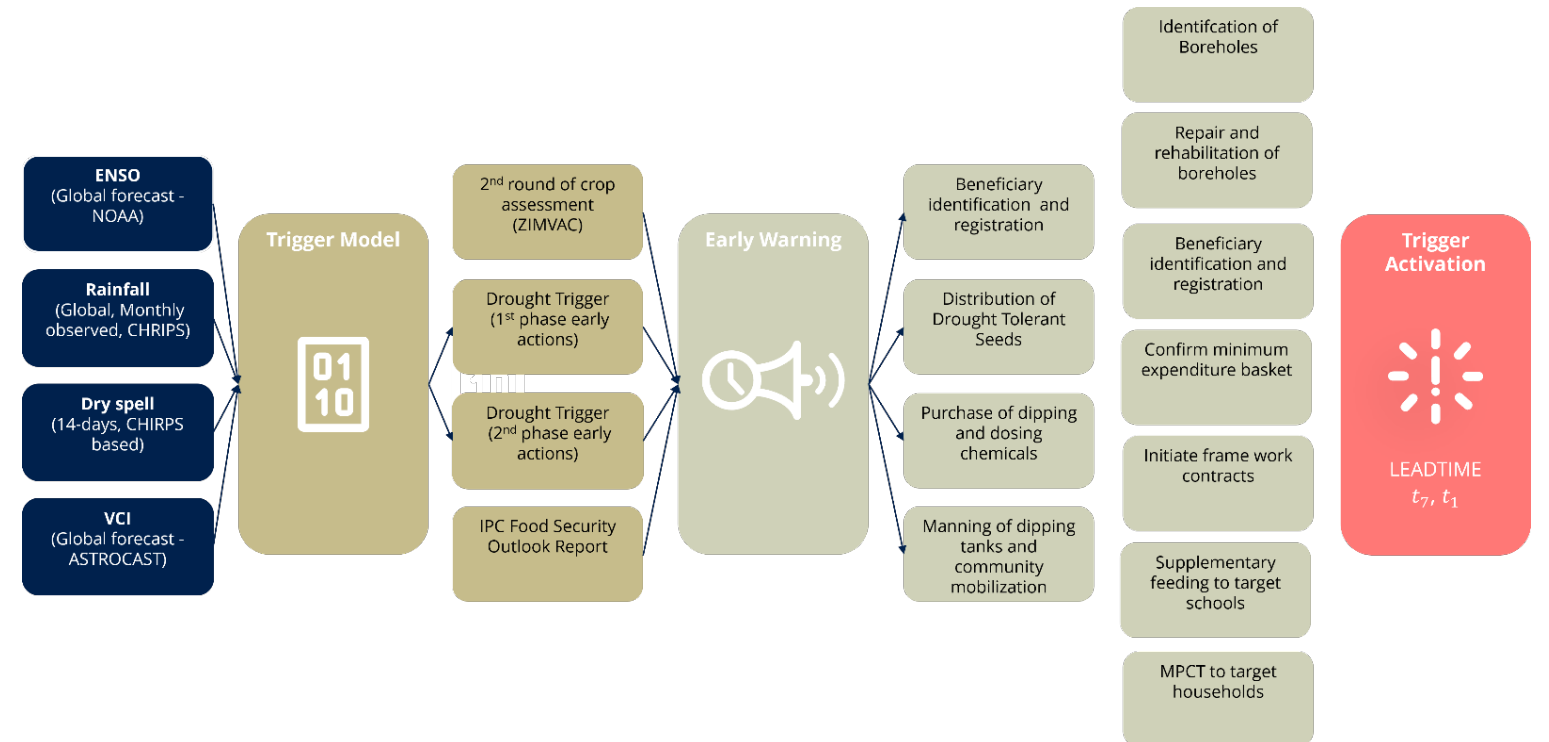 ENSO
(Global forecast -
NOAA)
Rainfall
(Global, Monthly
observed, CHRIPS)
Dry spell
(14-days, CHIRPS
based)
VCI
(Global forecast -
ASTROCAST)
Trigger Model
01
10
2nd round of crop
assessment
(ZIMVAC)
Drought Trigger
(1st phase early
actions)
Drought Trigger
(2nd phase early
actions)
IPC Food Security
Outlook Report
Early Warning
Beneficiary
identification and
registration
Distribution of
Drought Tolerant
Seeds
Purchase of dipping
and dosing
chemicals
Manning of dipping
tanks and
community
mobilization
Identifcation of
Boreholes
Repair and
rehabilitation of
boreholes
Beneficiary
identification and
registration
Confirm minimum
expenditure basket
Initiate frame work
contracts
Supplementary
feeding to target
schools
MPCT to target
households
Trigger
Activation
LEADTIME
t₇, t₁